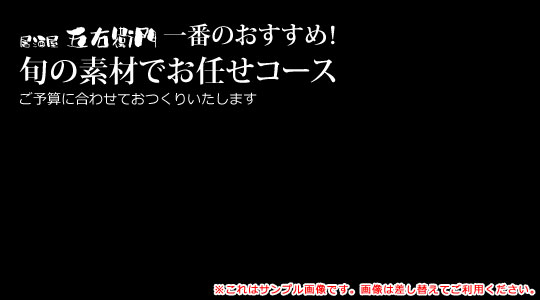 居酒屋 五右衛門 一番のおすすめ!
旬の素材でお任せコース
ご予算に合わせておつくりいたします
※これはサンプル画像です。画像は差し替えてご利用ください。